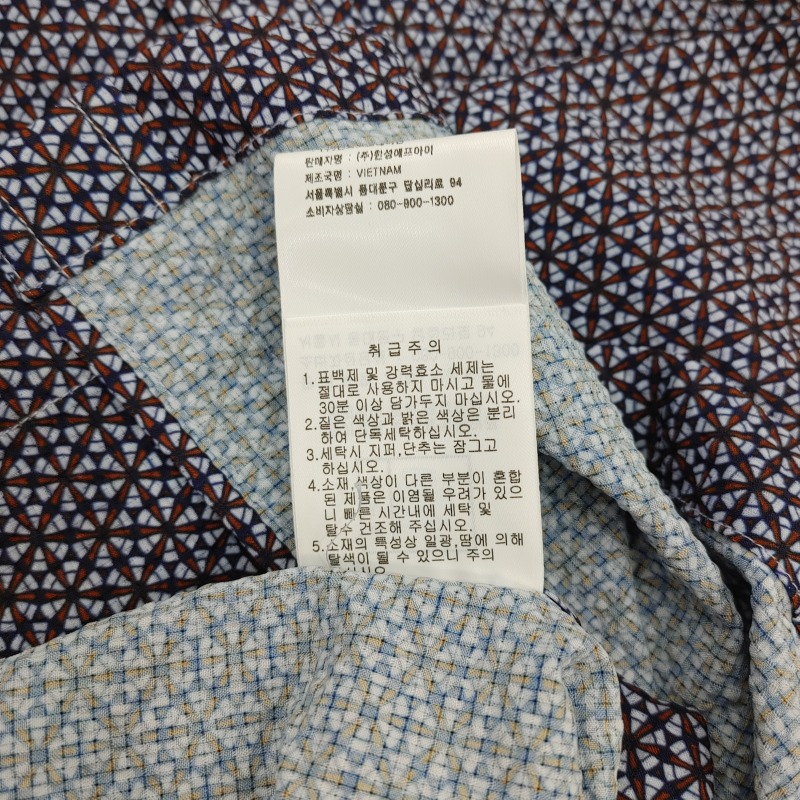 판매자명 : (주)한성에프아이
제조국명 : VIETNAM
서울특별시 동대문구 답십리로 94
소비자상담실 : 080-900-1300
취급주의
1. 표백제 및 강력효소 세제는
절대로 사용하지 마시고 물에
30분 이상 담가두지 마십시오.
2. 짙은 색상과 밝은 색상은 분리
하여 단독세탁하십시오.
3. 세탁시 지퍼,단추는 잠그고
하십시오.
4. 소재,색상이 다른 부분이 혼합
된 제품은 이염될 우려가 있으
니 빠른 시간내에 세탁 및
탈수 건조해 주십시오.
5. 소재의 특성상 일광,땀에 의해
탈색이 될 수 있으니 주의